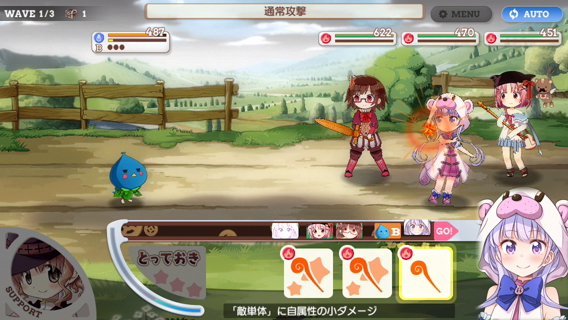 WAVE 1/3
1
通常攻撃
MENU
AUTO
487
B
622
470
451
B
GO!
とっておき
SUPPORT
「敵単体」に自属性の小ダメージ